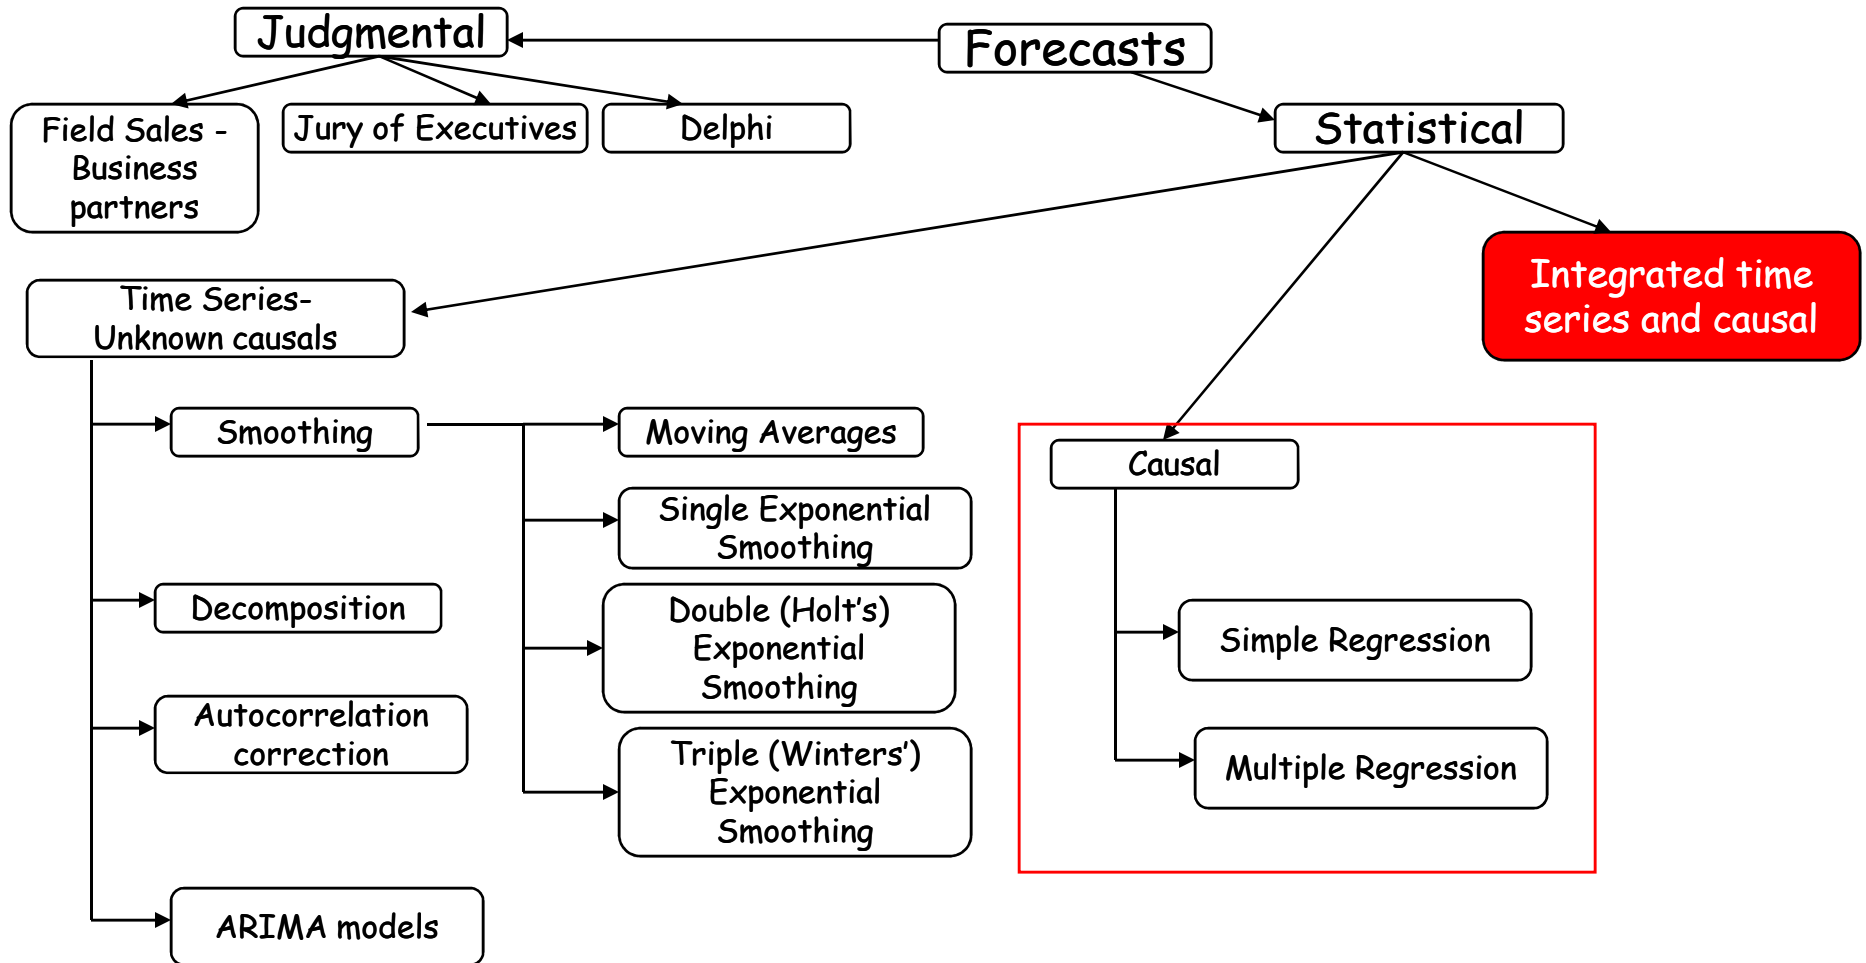 Judgmental
Forecasts
Field Sales -
Business
partners
Jury of Executives
Delphi
Statistical
Integrated time
series and causal
Time Series-
Unknown causals
Smoothing
Moving Averages
Causal
Single Exponential
Smoothing
Decomposition
Double (Holt's)
Exponential
Smoothing
Simple Regression
Autocorrelation
correction
Triple (Winters')
Exponential
Smoothing
Multiple Regression
ARIMA models